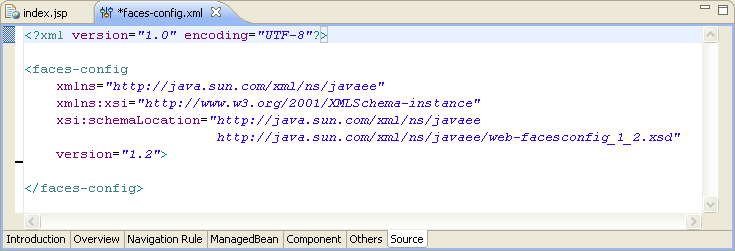 index.jsp *faces-config.xml
<?xml version="1.0" encoding="UTF-8"?>
<faces-config
xmlns="http://java.sun.com/xml/ns/javaee"
xmlns:xsi="http://www.w3.org/2001/XMLSchema-instance"
xsi:schemaLocation="http://java.sun.com/xml/ns/javaee
http://java.sun.com/xml/ns/javaee/web-facesconfig_1_2.xsd"
version="1.2">
</faces-config>
Introduction Overview Navigation Rule ManagedBean Component Others Source